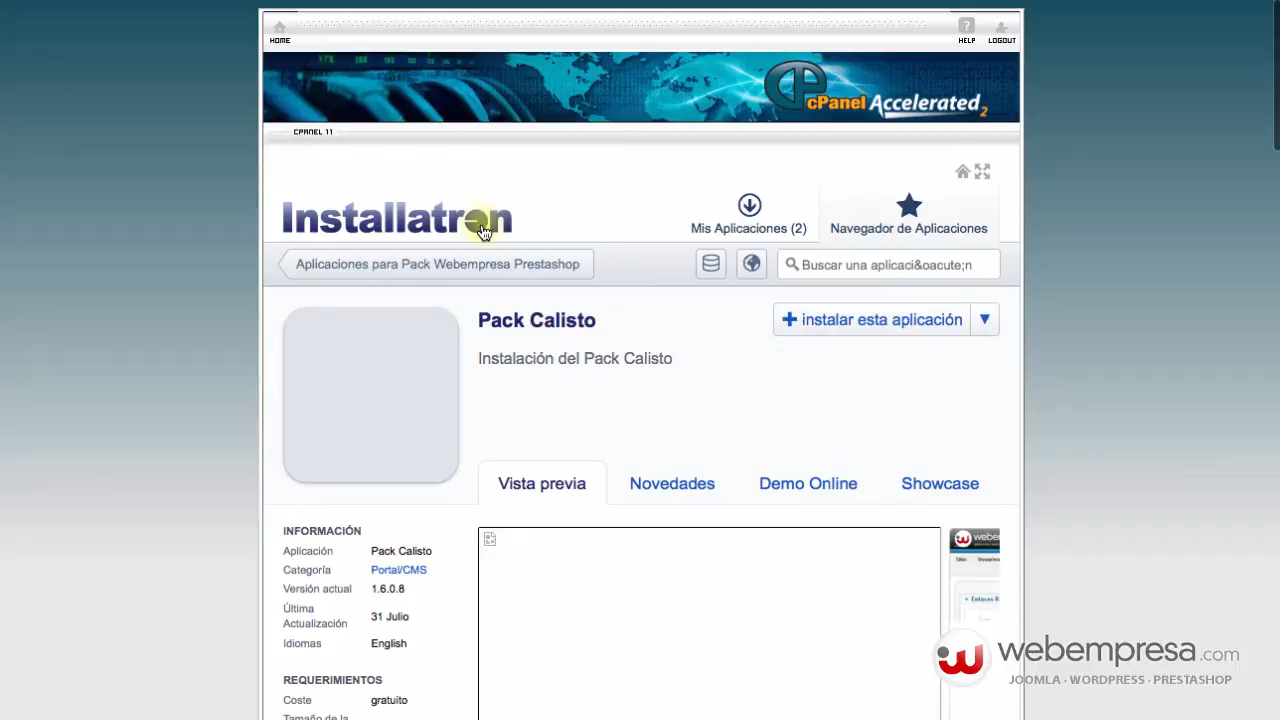 HOME
HELP
LOGOUT
cPanel Accelerated2
CPANEL 11
Installatron
Mis Aplicaciones (2)
Navegador de Aplicaciones
Aplicaciones para Pack Webempresa Prestashop
Buscar una aplicaci&oacute;n
Pack Calisto
instalar esta aplicación
Instalación del Pack Calisto
Vista previa
Novedades
Demo Online
Showcase
INFORMACIÓN
Aplicación Pack Calisto
Categoría Portal/CMS
Versión actual 1.6.0.8
Última
Actualización 31 Julio
Idiomas English
REQUERIMIENTOS
Coste gratuito
Tamaño de la
webempresa.com
JOOMLA · WORDPRESS · PRESTASHOP